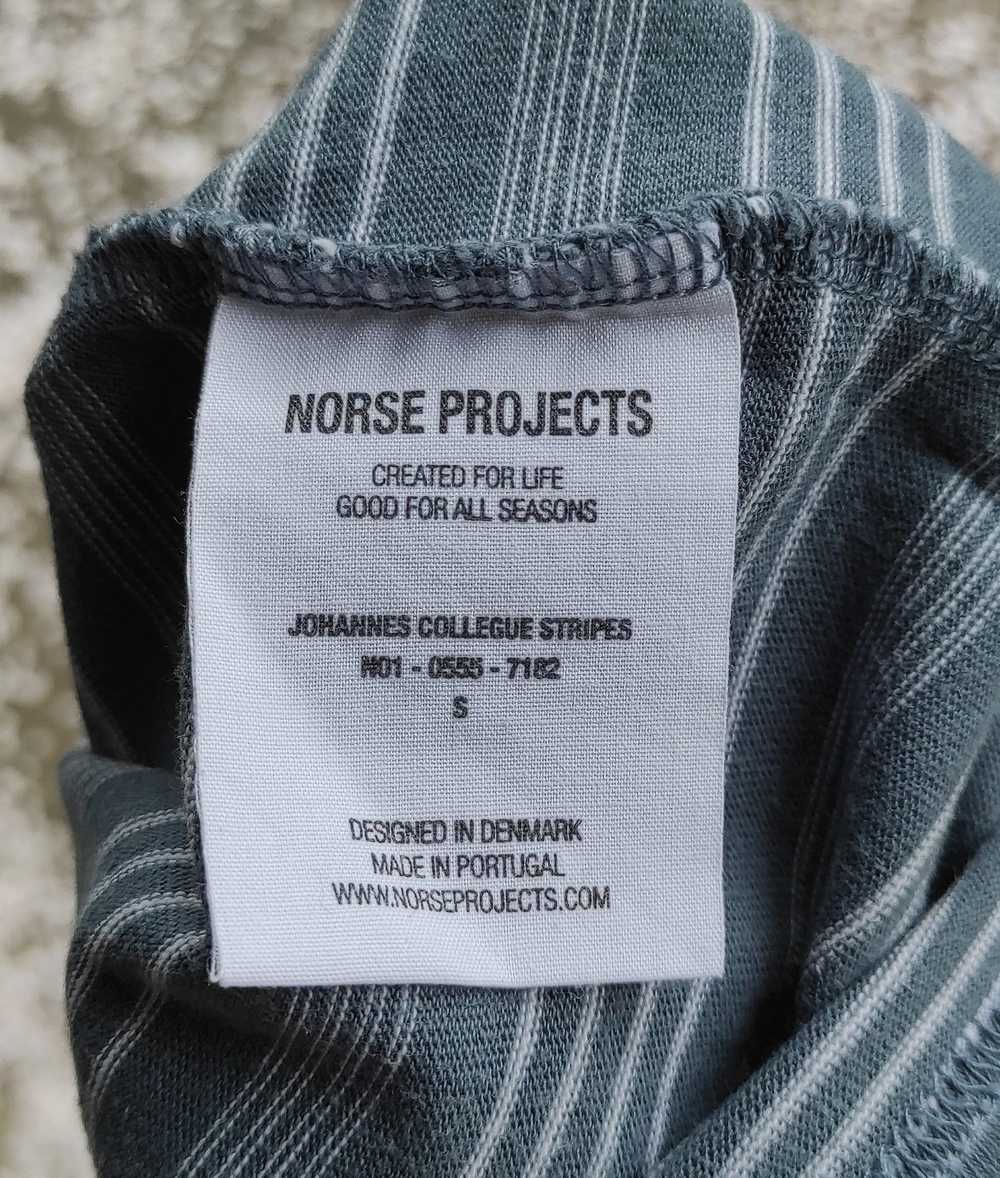 NORSE PROJECTS
CREATED FOR LIFE
GOOD FOR ALL SEASONS
JOHANNES COLLEGUE STRIPES
N01 - 0555 - 7182
S
DESIGNED IN DENMARK
MADE IN PORTUGAL
WWW.NORSEPROJECTS.COM